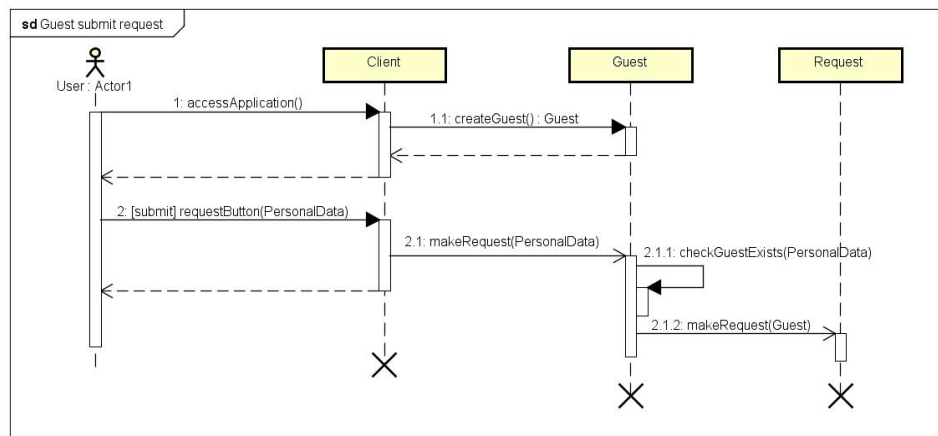 sd Guest submit request
Client
Guest
Request
User : Actor1
1: accessApplication()
1.1: createGuest() : Guest
2: [submit] requestButton(PersonalData)
2.1: makeRequest(PersonalData)
2.1.1: checkGuestExists(PersonalData)
2.1.2: makeRequest(Guest)